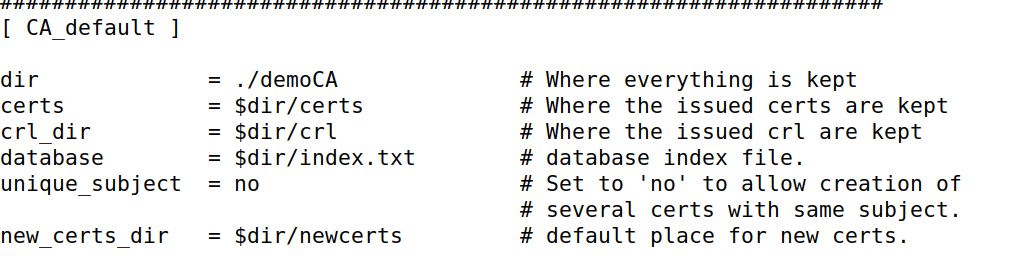 ####################################################################
[ CA_default ]
dir             = ./demoCA              # Where everything is kept
certs           = $dir/certs            # Where the issued certs are kept
crl_dir         = $dir/crl              # Where the issued crl are kept
database        = $dir/index.txt        # database index file.
unique_subject  = no                    # Set to 'no' to allow creation of
                                        # several certs with same subject.
new_certs_dir   = $dir/newcerts         # default place for new certs.